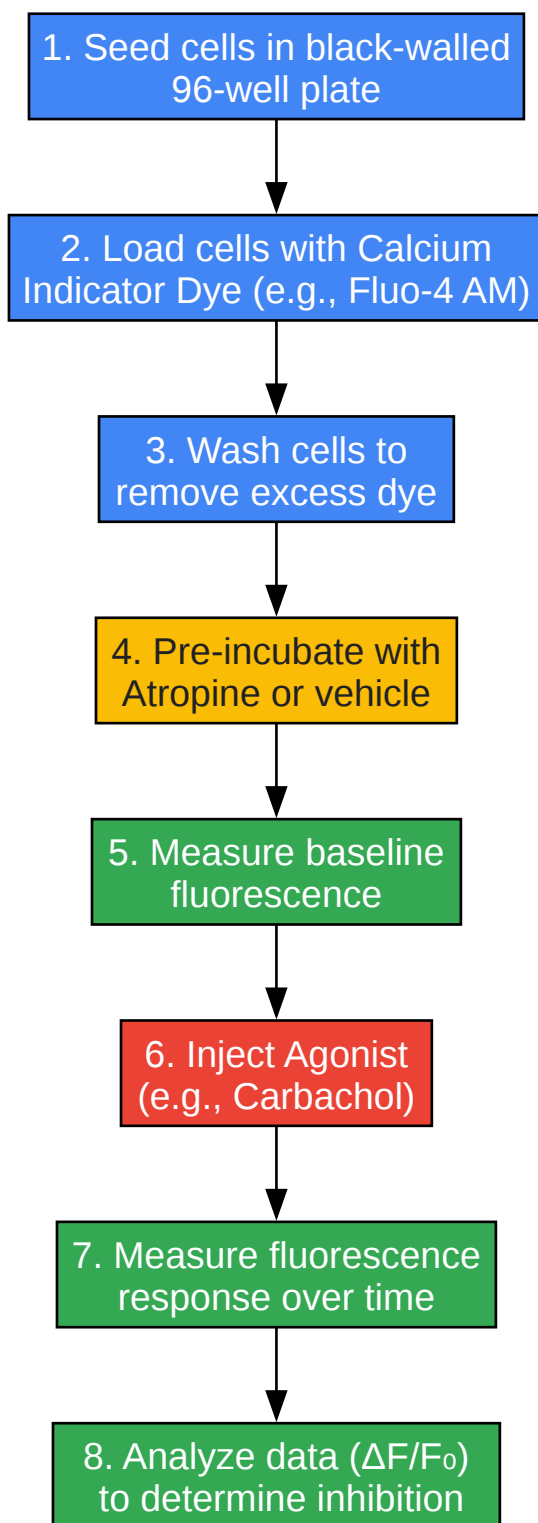 1. Seed cells in black-walled
96-well plate
2. Load cells with Calcium
Indicator Dye (e.g., Fluo-4 AM)
3. Wash cells to
remove excess dye
4. Pre-incubate with
Atropine or vehicle
5. Measure baseline
fluorescence
6. Inject Agonist
(e.g., Carbachol)
7. Measure fluorescence
response over time
8. Analyze data (ΔF/F₀)
to determine inhibition